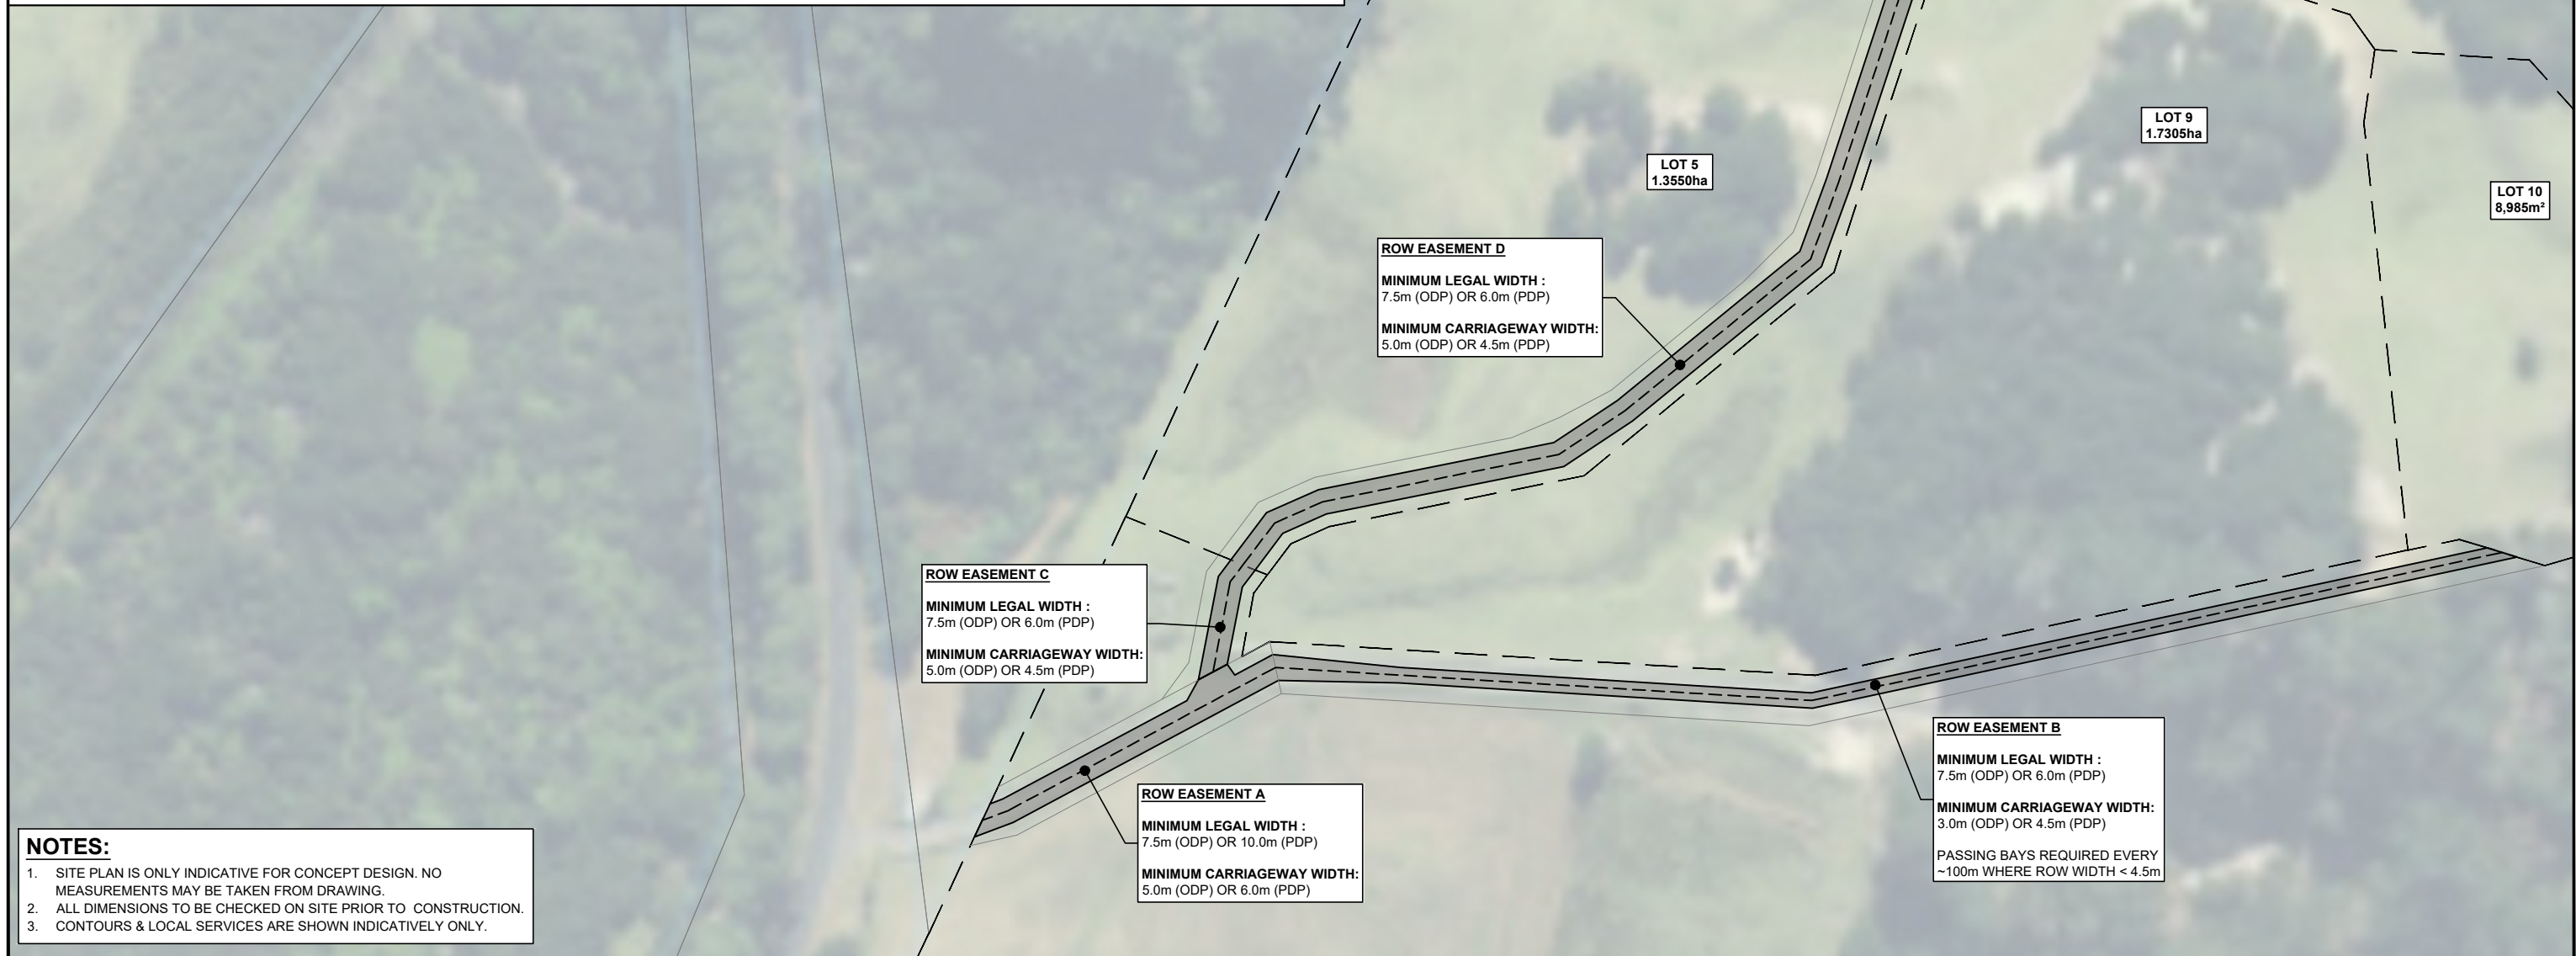 LOT 9
1.7305ha
LOT 5
1.3550ha
LOT 10
8,985m²
ROW EASEMENT D
MINIMUM LEGAL WIDTH :
7.5m (ODP) OR 6.0m (PDP)
MINIMUM CARRIAGEWAY WIDTH:
5.0m (ODP) OR 4.5m (PDP)
ROW EASEMENT C
MINIMUM LEGAL WIDTH :
7.5m (ODP) OR 6.0m (PDP)
MINIMUM CARRIAGEWAY WIDTH:
5.0m (ODP) OR 4.5m (PDP)
ROW EASEMENT B
MINIMUM LEGAL WIDTH :
7.5m (ODP) OR 6.0m (PDP)
MINIMUM CARRIAGEWAY WIDTH:
3.0m (ODP) OR 4.5m (PDP)
PASSING BAYS REQUIRED EVERY
~100m WHERE ROW WIDTH < 4.5m
ROW EASEMENT A
MINIMUM LEGAL WIDTH :
7.5m (ODP) OR 10.0m (PDP)
MINIMUM CARRIAGEWAY WIDTH:
5.0m (ODP) OR 6.0m (PDP)
NOTES:
1. SITE PLAN IS ONLY INDICATIVE FOR CONCEPT DESIGN. NO
MEASUREMENTS MAY BE TAKEN FROM DRAWING.
2. ALL DIMENSIONS TO BE CHECKED ON SITE PRIOR TO CONSTRUCTION.
3. CONTOURS & LOCAL SERVICES ARE SHOWN INDICATIVELY ONLY.